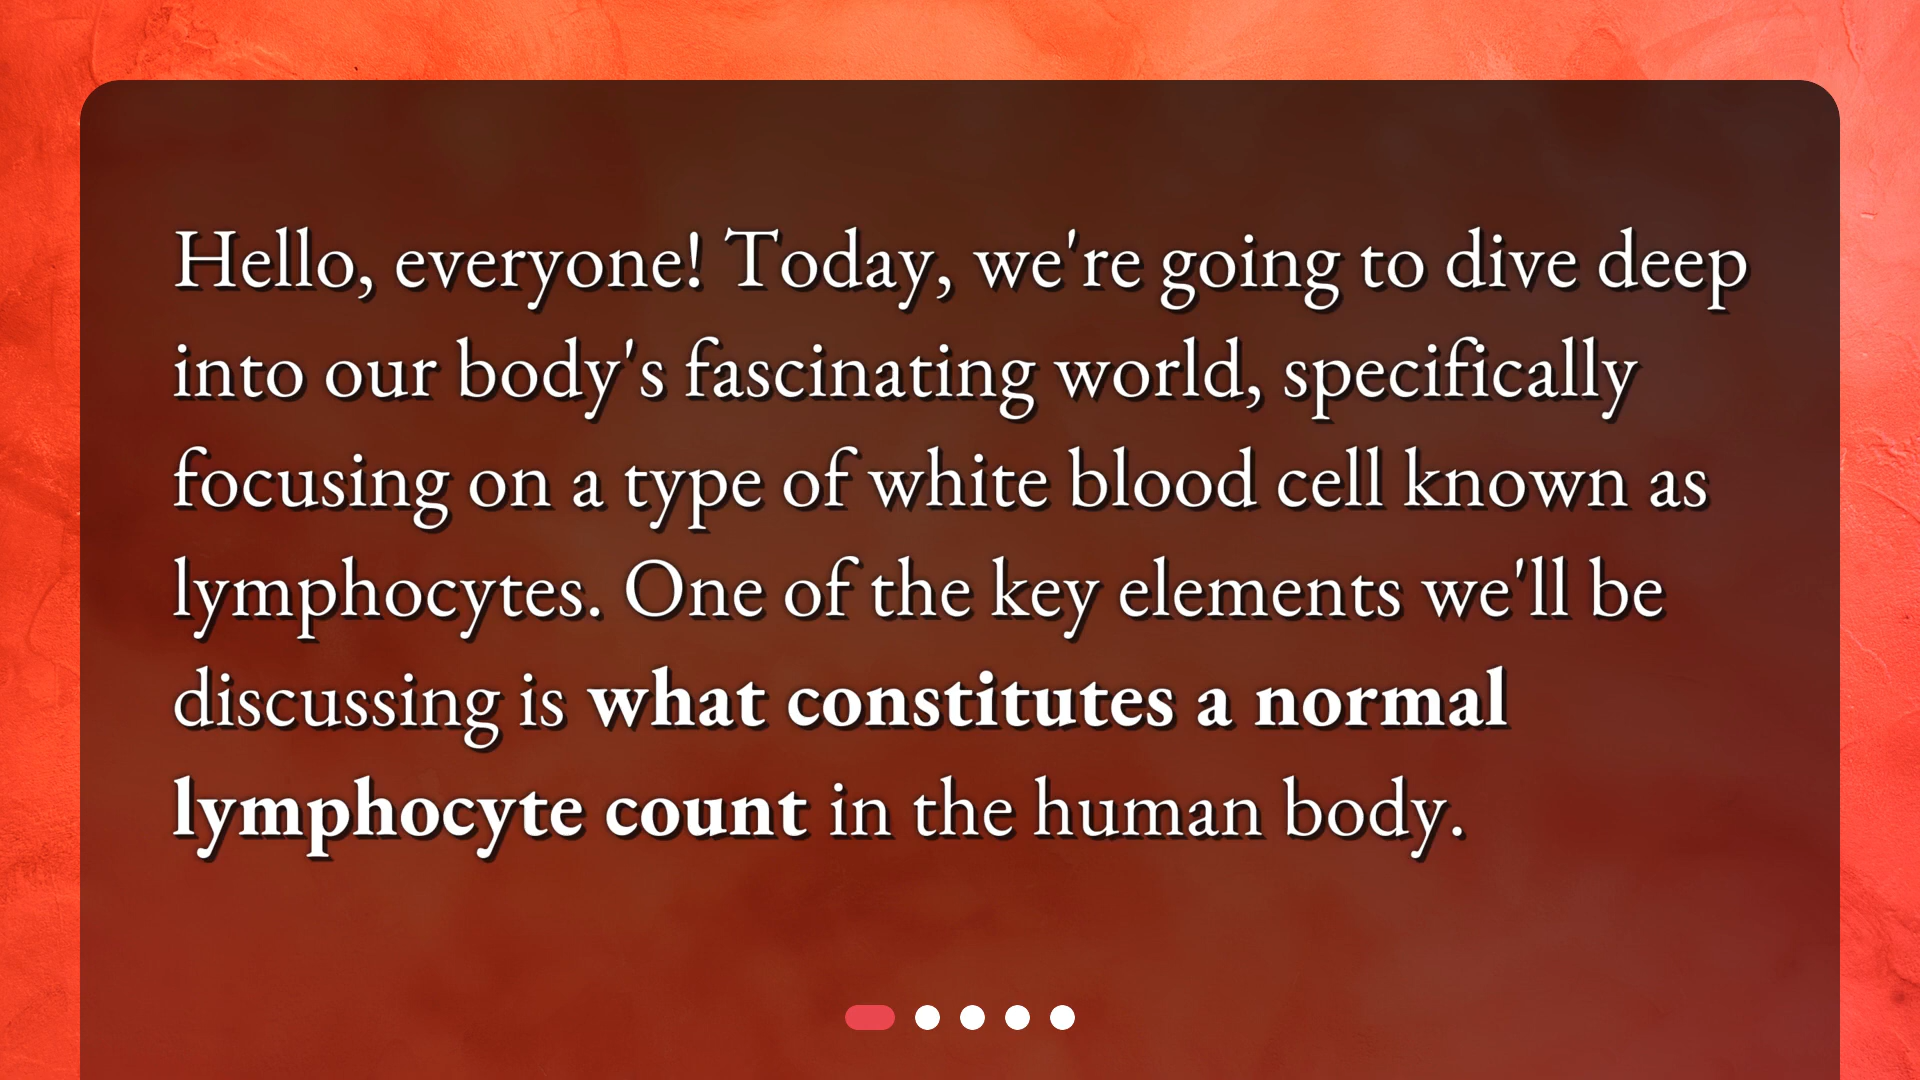 Hello, everyone! Today, we're going to dive deep
into our body's fascinating world, specifically
focusing on a type of white blood cell known as
lymphocytes. One of the key elements we'll be
discussing is what constitutes a normal
lymphocyte count in the human body.